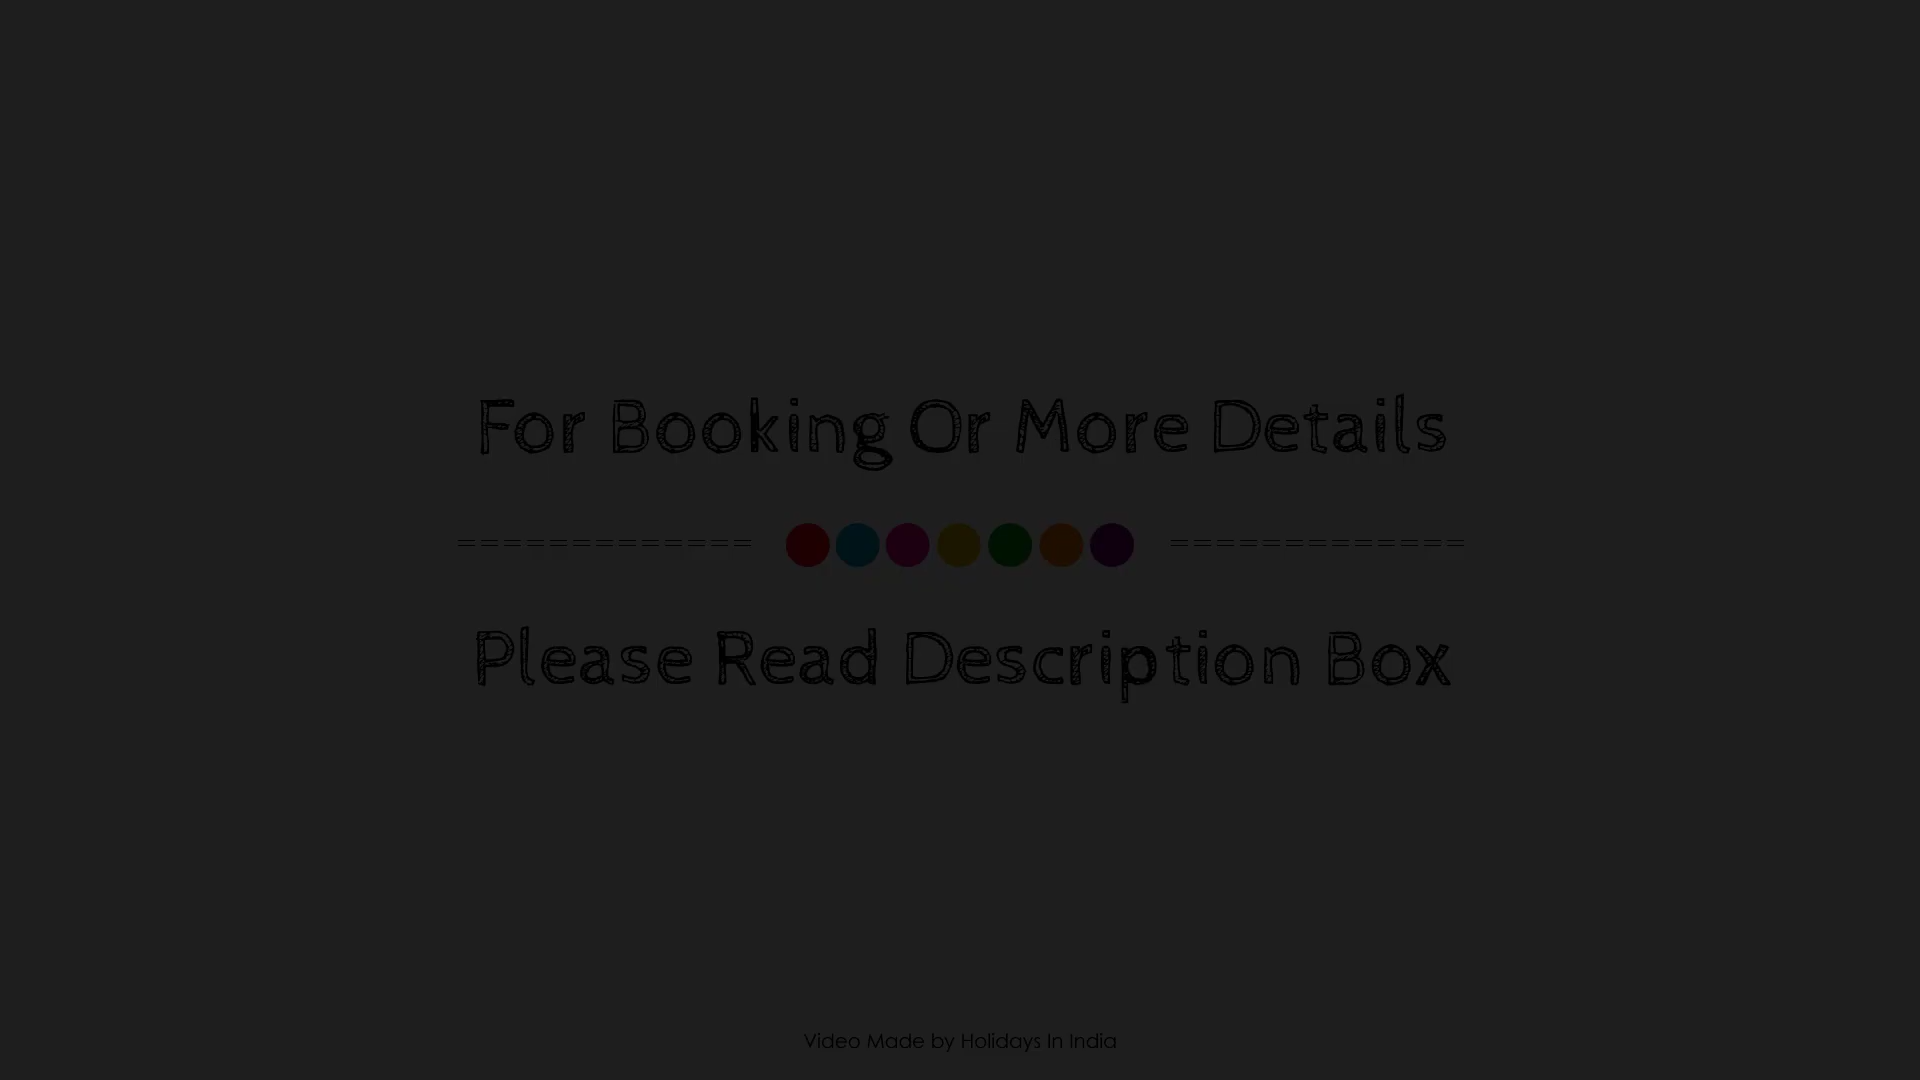 For Booking Or More Details
============= =============
Please Read Description Box
Video Made by Holidays In India